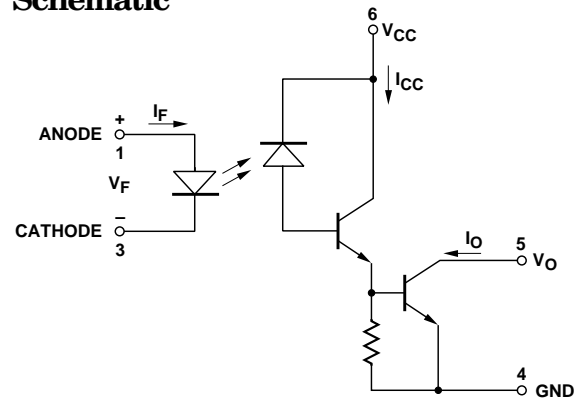 Schematic
6
VCC
ICC
IF
+
ANODE
1
VF
–
CATHODE
3
IO
5
VO
4
GND